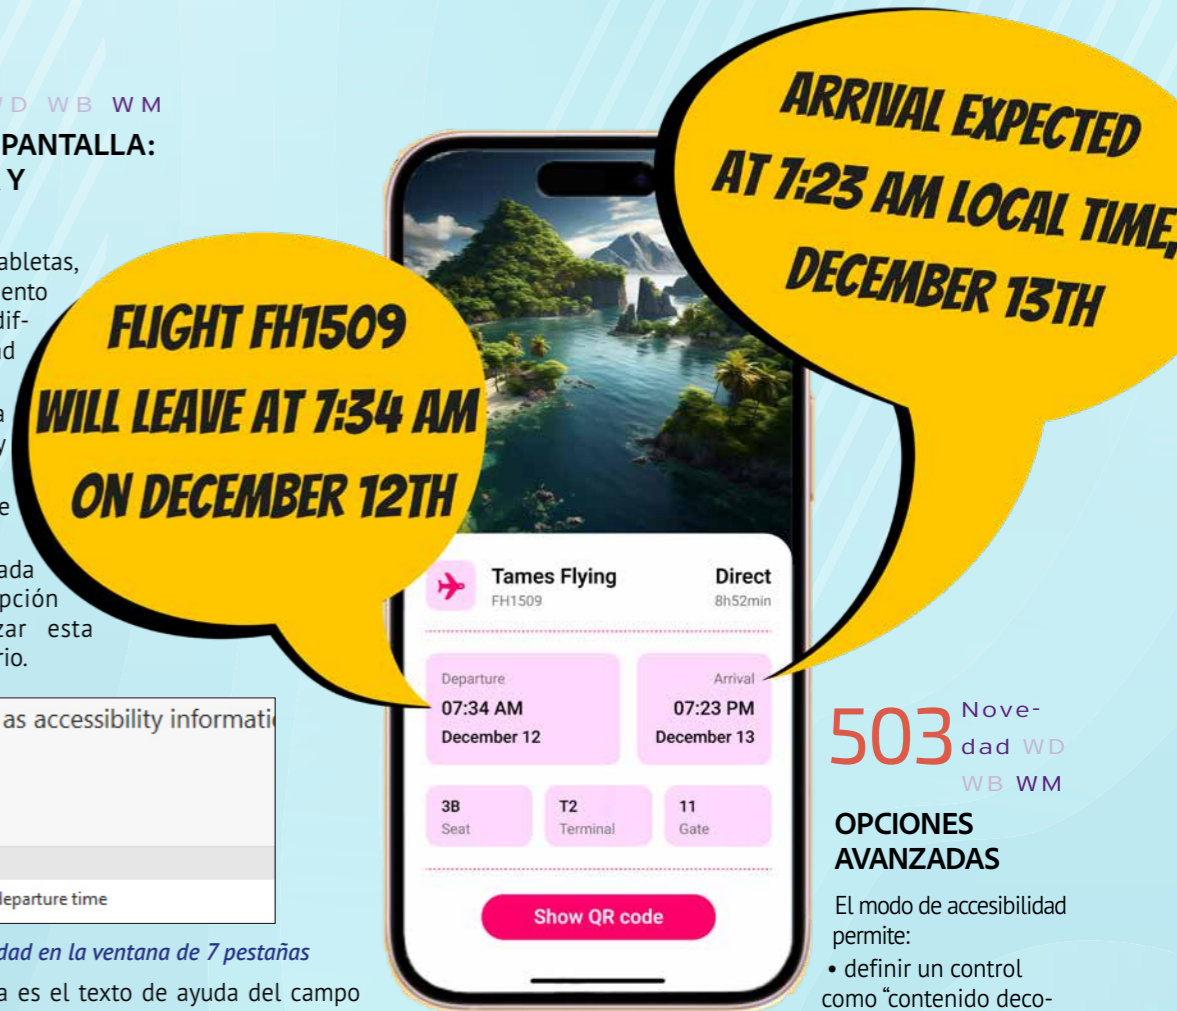 WD WB WM
PANTALLA:
Y
abletas,
ento
dif-
ad
a
y
e
ada
pción
zar esta
rio.
FLIGHT FH1509
WILL LEAVE AT 7:34 AM
ON DECEMBER 12TH
ARRIVAL EXPECTED
AT 7:23 AM LOCAL TIME,
DECEMBER 13TH
Tames Flying
FH1509
Direct
8h52min
Departure
07:34 AM
December 12
Arrival
07:23 PM
December 13
3B
Seat
T2
Terminal
11
Gate
Show QR code
as accessibility informati
departure time
dad en la ventana de 7 pestañas
a es el texto de ayuda del campo
503 Nove-
dad WD
WB WM
OPCIONES
AVANZADAS
El modo de accesibilidad
permite:
• definir un control
como “contenido deco-